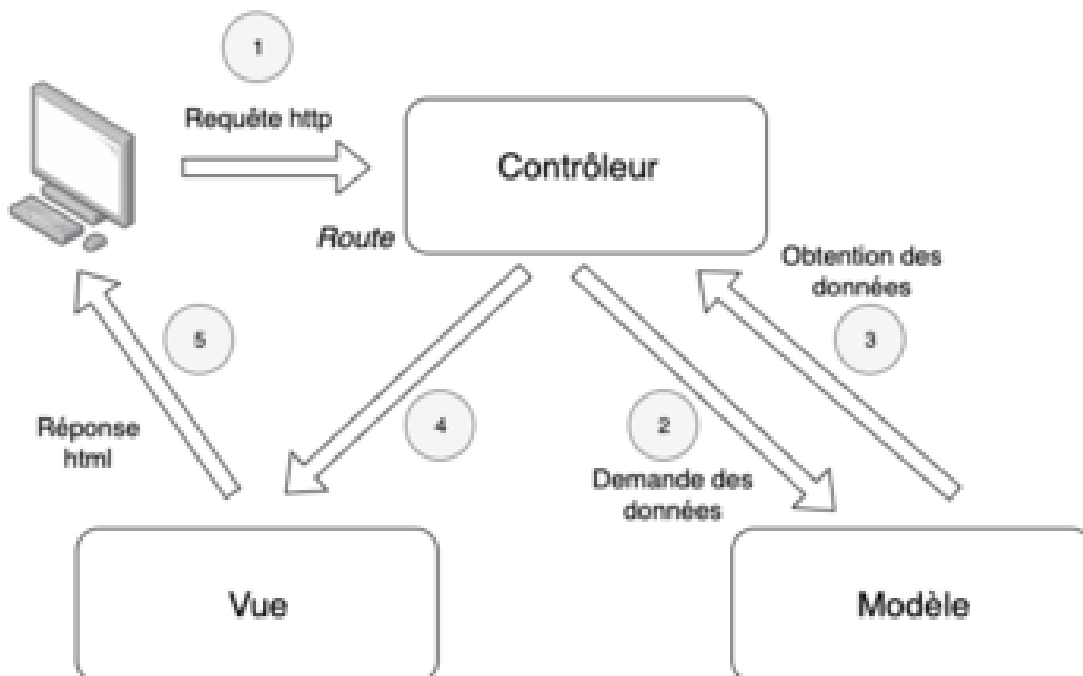 1
Requête http
Contrôleur
Route
Obtention des
données
3
5
4
2
Réponse
html
Demande des
données
Vue
Modèle